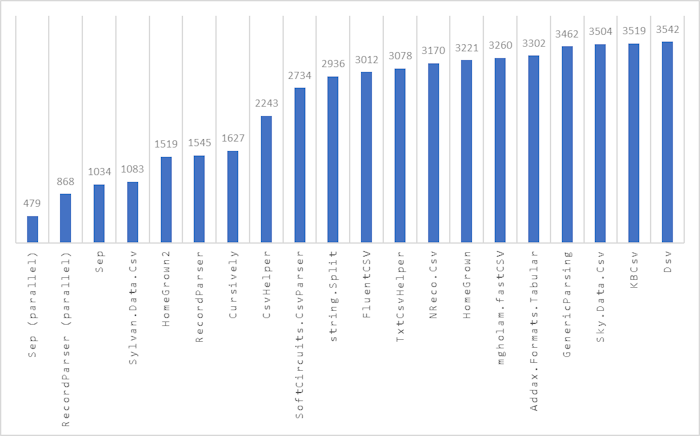 479
868
1034
1083
1519
1545
1627
2243
2734
2936
3012
3078
3170
3221
3260
3302
3462
3504
3519
3542
Sep (parallel)
RecordParser (parallel)
Sep
Sylvan.Data.Csv
HomeGrown2
RecordParser
Cursively
CsvHelper
SoftCircuits.CsvParser
string.Split
FluentCSV
TxtCsvHelper
NReco.Csv
HomeGrown
mgholam.fastCSV
Addax.Formats.Tabular
GenericParsing
Sky.Data.Csv
KBCsv
Dsv